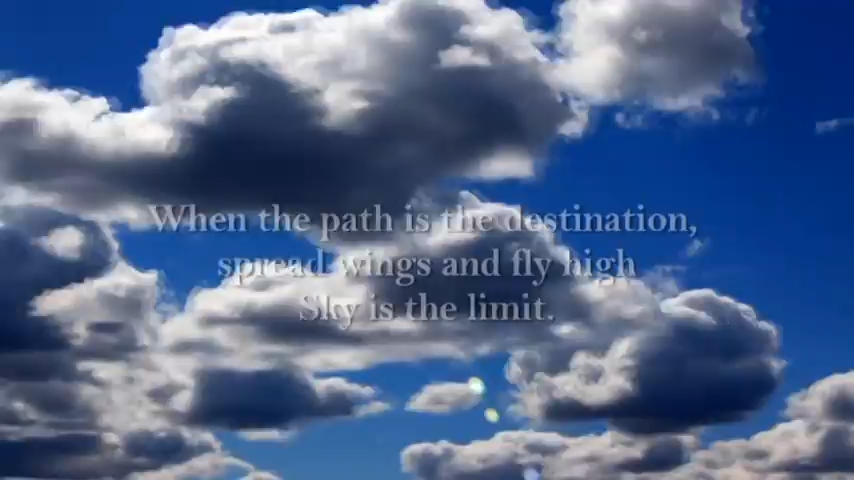 When the path is the destination,
spread wings and fly high
Sky is the limit.